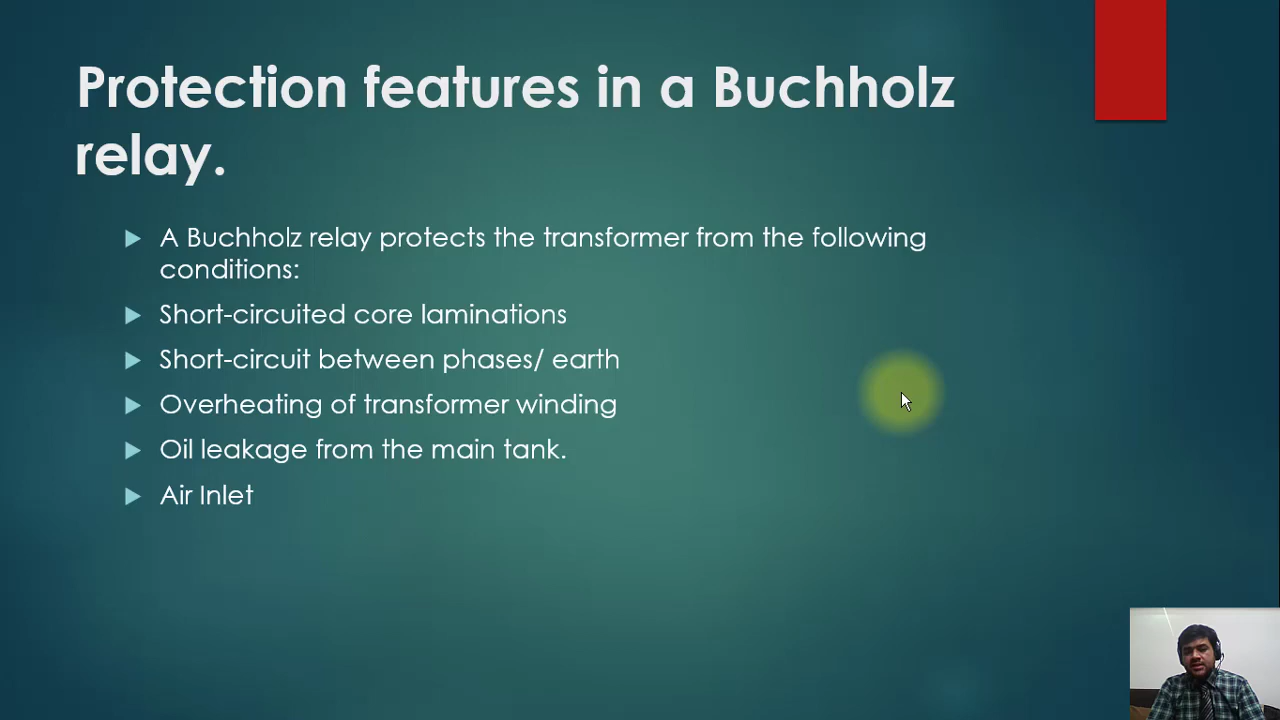 Protection features in a Buchholz
relay.
A Buchholz relay protects the transformer from the following
conditions:
Short-circuited core laminations
Short-circuit between phases/ earth
Overheating of transformer winding
Oil leakage from the main tank.
Air Inlet